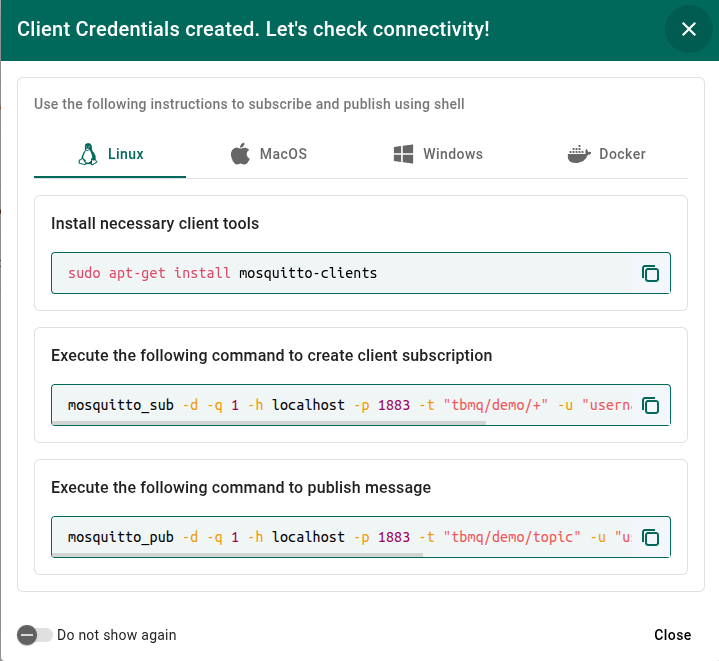 Client Credentials created. Let's check connectivity!
Use the following instructions to subscribe and publish using shell
Linux MacOS Windows Docker
Install necessary client tools
sudo apt-get install mosquitto-clients
Execute the following command to create client subscription
mosquitto_sub -d -q 1 -h localhost -p 1883 -t "tbmq/demo/+" -u "usern
Execute the following command to publish message
mosquitto_pub -d -q 1 -h localhost -p 1883 -t "tbmq/demo/topic" -u "u
Do not show again
Close